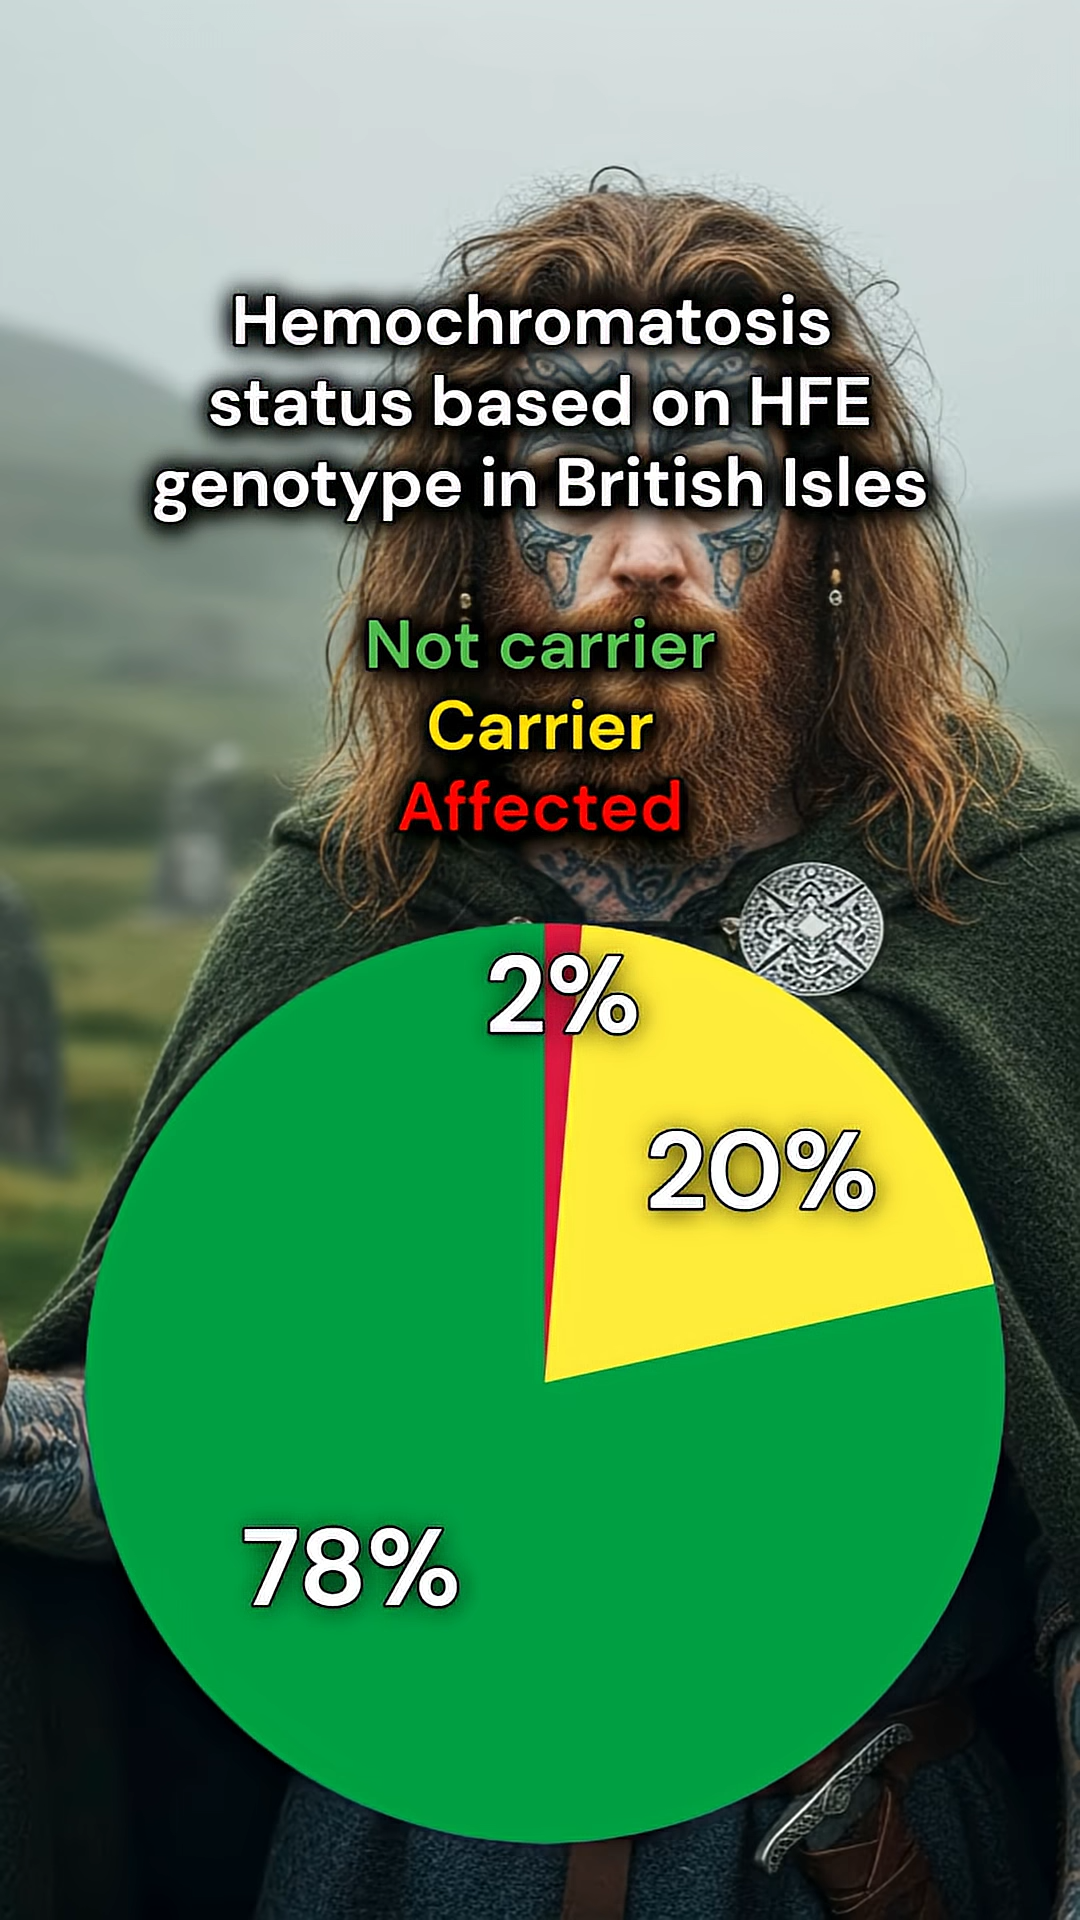 Hemochromatosis
status based on HFE
genotype in British Isles
Not carrier
Carrier
Affected
2%
20%
78%